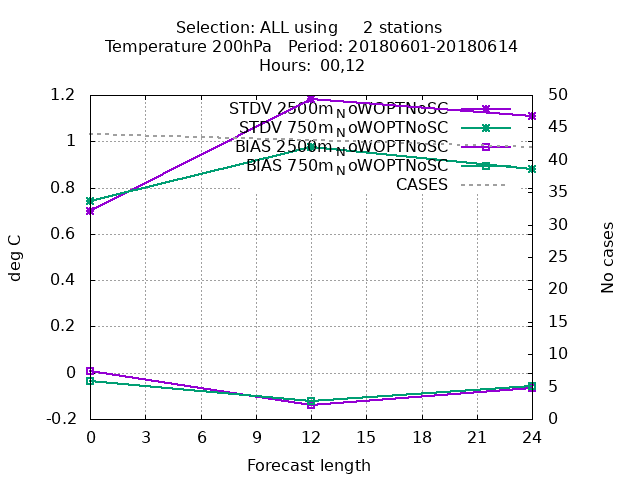 Selection: ALL using 2 stations
Temperature 200hPa Period: 20180601-20180614
Hours: 00,12
1.2
1
0.8
0.6
0.4
0.2
0
-0.2
deg C
STDV 2500m_NoWOPTNoSC
STDV 750m_NoWOPTNoSC
BIAS 2500m_NoWOPTNoSC
BIAS 750m_NoWOPTNoSC
CASES
50
45
40
35
30
25
20
15
10
5
0
No cases
0 3 6 9 12 15 18 21 24
Forecast length